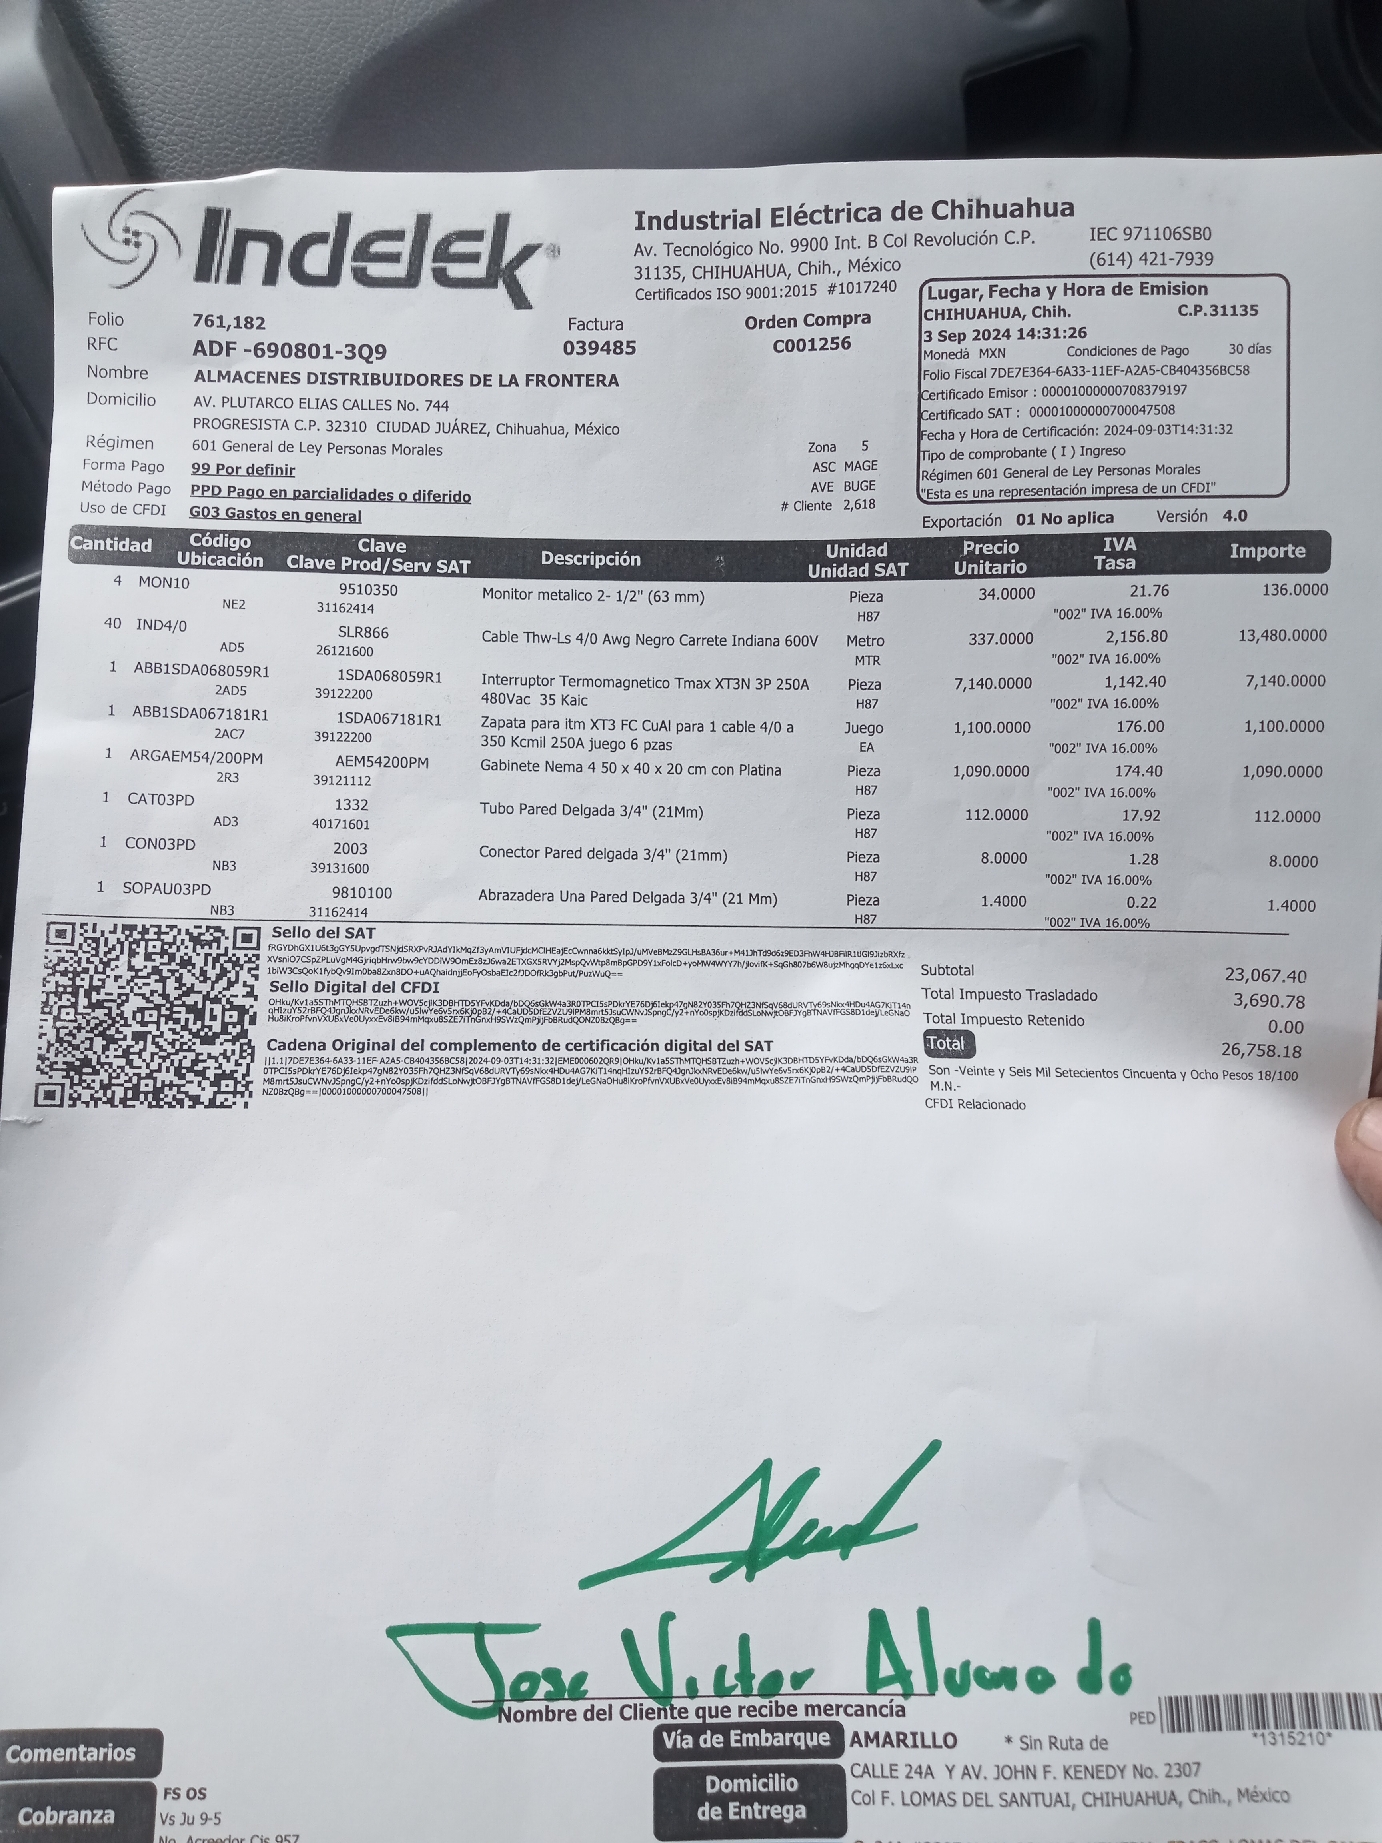 Indelek
Industrial Eléctrica de Chihuahua
Av. Tecnológico No. 9900 Int. B Col Revolución C.P.
31135, CHIHUAHUA, Chih., México
Certificados ISO 9001:2015 #1017240
IEC 971106SB0
(614) 421-7939
Folio 761,182
RFC ADF -690801-3Q9
Factura
039485
Orden Compra
C001256
Nombre ALMACENES DISTRIBUIDORES DE LA FRONTERA
Domicilio AV. PLUTARCO ELIAS CALLES No. 744
PROGRESITA C.P. 32310 CIUDAD JUÁREZ, Chihuahua, México
Régimen 601 General de Ley Personas Morales
Forma Pago 99 Por definir
Método Pago PPD Pago en parcialidades o diferido
Uso de CFDI G03 Gastos en general
Zona 5
ASC MAGE
AVE BUGE
# Cliente 2,618
Lugar, Fecha y Hora de Emision
CHIHUAHUA, Chih. C.P.31135
3 Sep 2024 14:31:26
Moneda MXN Condiciones de Pago 30 días
Folio Fiscal 7DE7E364-6A33-11EF-A2A5-CB404356BC58
Certificado Emisor : 00001000000708379197
Certificado SAT : 00001000000700047508
Fecha y Hora de Certificación: 2024-09-03T14:31:32
Tipo de comprobante ( I ) Ingreso
Régimen 601 General de Ley Personas Morales
"Esta es una representación impresa de un CFDI"
Exportación 01 No aplica Versión 4.0
Cantidad Código Clave Descripción Unidad Precio IVA Importe
Ubicación Clave Prod/Serv SAT Unidad SAT Unitario Tasa
4 MON10 9510350 Monitor metalico 2- 1/2" (63 mm) Pieza 34.0000 21.76 136.0000
NE2 31162414 H87 "002" IVA 16.00%
40 IND4/0 SLR866 Cable Thw-Ls 4/0 Awg Negro Carrete Indiana 600V Metro 337.0000 2,156.80 13,480.0000
AD5 26121600 MTR "002" IVA 16.00%
1 ABB1SDA068059R1 1SDA068059R1 Interruptor Termomagnetico Tmax XT3N 3P 250A Pieza 7,140.0000 1,142.40 7,140.0000
2AD5 39122200 480Vac 35 Kaic H87 "002" IVA 16.00%
1 ABB1SDA067181R1 1SDA067181R1 Zapata para itm XT3 FC CuAl para 1 cable 4/0 a Juego 1,100.0000 176.00 1,100.0000
2AC7 39122200 350 Kcmil 250A juego 6 pzas EA "002" IVA 16.00%
1 ARGAEM54/200PM AEM54200PM Gabinete Nema 4 50 x 40 x 20 cm con Platina Pieza 1,090.0000 174.40 1,090.0000
2R3 39121112 H87 "002" IVA 16.00%
1 CAT03PD 1332 Tubo Pared Delgada 3/4" (21Mm) Pieza 112.0000 17.92 112.0000
AD3 40171601 H87 "002" IVA 16.00%
1 CON03PD 2003 Conector Pared delgada 3/4" (21mm) Pieza 8.0000 1.28 8.0000
NB3 39131600 H87 "002" IVA 16.00%
1 SOPAU03PD 9810100 Abrazadera Una Pared Delgada 3/4" (21 Mm) Pieza 1.4000 0.22 1.4000
NB3 31162414 H87 "002" IVA 16.00%
Sello del SAT
Sello Digital del CFDI
Cadena Original del complemento de certificación digital del SAT
Subtotal 23,067.40
Total Impuesto Trasladado 3,690.78
Total Impuesto Retenido 0.00
Total 26,758.18
Son -Veinte y Seis Mil Setecientos Cincuenta y Ocho Pesos 18/100
M.N.-
CFDI Relacionado
Jose Victor Alvarado
Nombre del Cliente que recibe mercancía
PED *1315210*
Comentarios
Vía de Embarque AMARILLO * Sin Ruta de
Domicilio de Entrega CALLE 24A Y AV. JOHN F. KENEDY No. 2307
Col F. LOMAS DEL SANTUAI, CHIHUAHUA, Chih., México
Cobranza FS OS
Vs Ju 9-5
No. Acreedor Cis 957